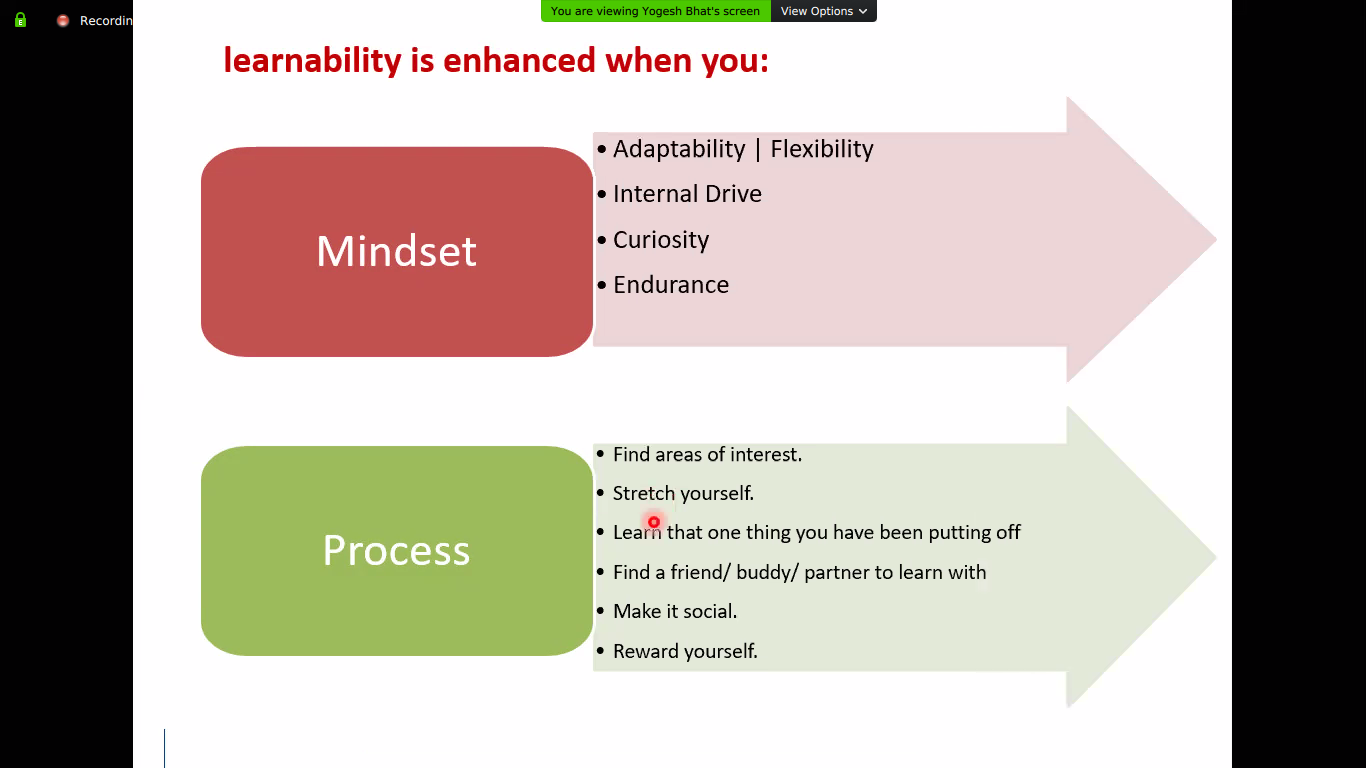 E
Recordin
You are viewing Yogesh Bhat's screen
View Options
learnability is enhanced when you:
Mindset
• Adaptability | Flexibility
• Internal Drive
• Curiosity
• Endurance
Process
• Find areas of interest.
• Stretch yourself.
• Learn that one thing you have been putting off
• Find a friend/ buddy/ partner to learn with
• Make it social.
• Reward yourself.